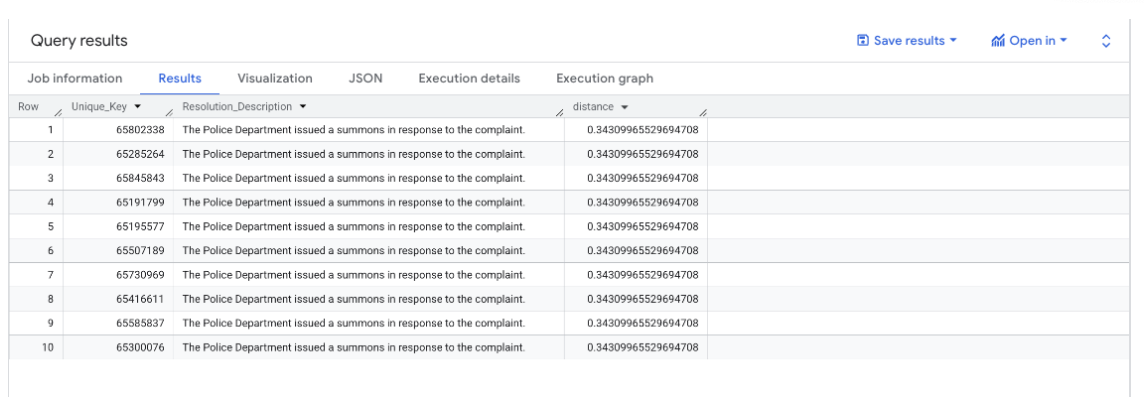 Query results Save results Open in
Job information Results Visualization JSON Execution details Execution graph
Row Unique_Key Resolution_Description distance
1 65802338 The Police Department issued a summons in response to the complaint. 0.34309965529694708
2 65285264 The Police Department issued a summons in response to the complaint. 0.34309965529694708
3 65845843 The Police Department issued a summons in response to the complaint. 0.34309965529694708
4 65191799 The Police Department issued a summons in response to the complaint. 0.34309965529694708
5 65195577 The Police Department issued a summons in response to the complaint. 0.34309965529694708
6 65507189 The Police Department issued a summons in response to the complaint. 0.34309965529694708
7 65730969 The Police Department issued a summons in response to the complaint. 0.34309965529694708
8 65416611 The Police Department issued a summons in response to the complaint. 0.34309965529694708
9 65585837 The Police Department issued a summons in response to the complaint. 0.34309965529694708
10 65300076 The Police Department issued a summons in response to the complaint. 0.34309965529694708